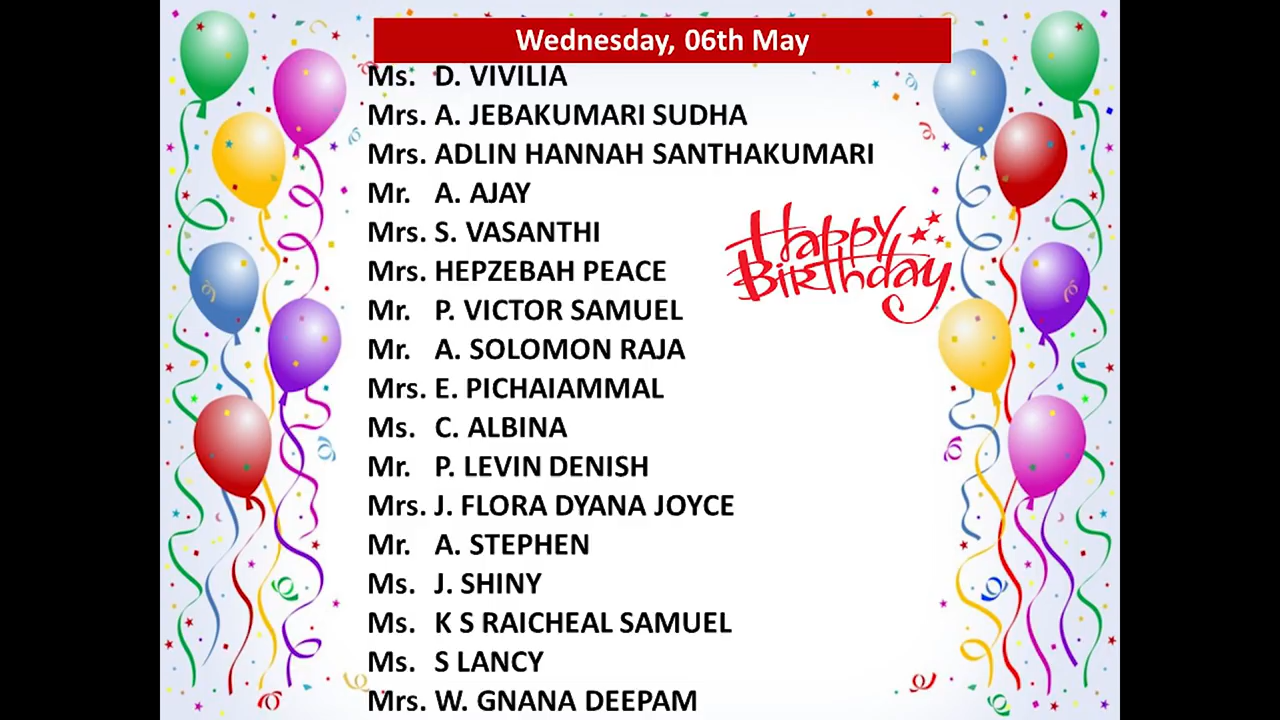 Wednesday, 06th May
Ms. D. VIVILIA
Mrs. A. JEBAKUMARI SUDHA
Mrs. ADLIN HANNAH SANTHAKUMARI
Mr. A. AJAY
Mrs. S. VASANTHI
Mrs. HEPZEBAH PEACE
Mr. P. VICTOR SAMUEL
Mr. A. SOLOMON RAJA
Mrs. E. PICHAIAMMAL
Ms. C. ALBINA
Mr. P. LEVIN DENISH
Mrs. J. FLORA DYANA JOYCE
Mr. A. STEPHEN
Ms. J. SHINY
Ms. K S RAICHEAL SAMUEL
Ms. S LANCY
Mrs. W. GNANA DEEPAM
Happy
Birthday